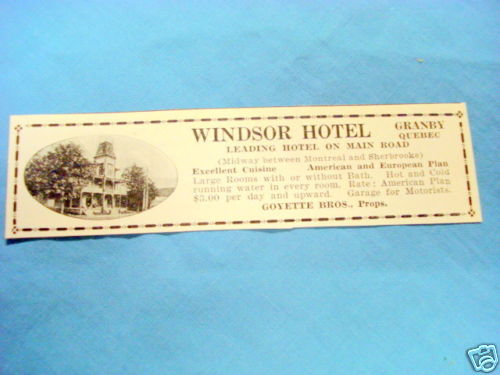 WINDSOR HOTEL GRANBY QUEBEC
LEADING HOTEL ON MAIN ROAD
(Midway between Montreal and Sherbrooke)
Excellent Cuisine American and European Plan
Large Rooms with or without Bath. Hot and Cold
running water in every room. Rate: American Plan
$3.00 per day and upward. Garage for Motorists.
GOYETTE BROS., Props.
ebY